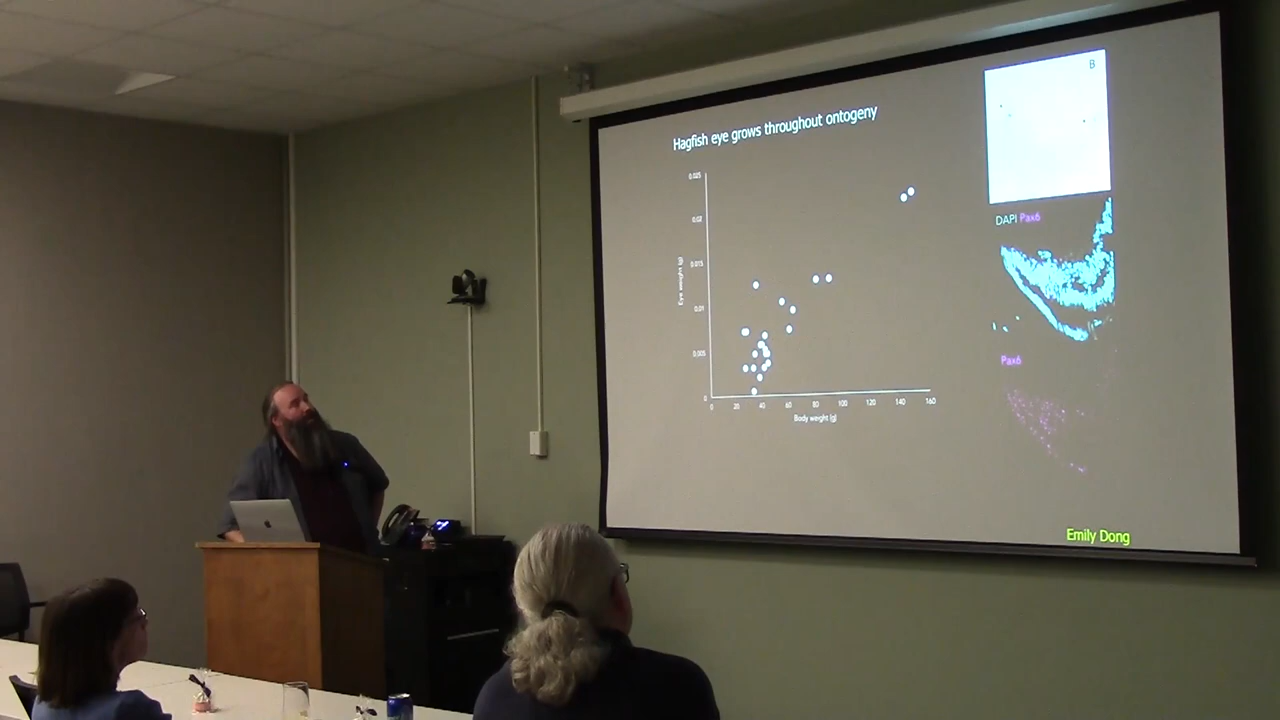 Hagfish eye grows throughout ontogeny
B
0.025
0.02
0.015
0.01
0.005
0
Eye weight (g)
0 20 40 60 80 100 120 140 160
Body weight (g)
DAPI Pax6
Pax6
Emily Dong